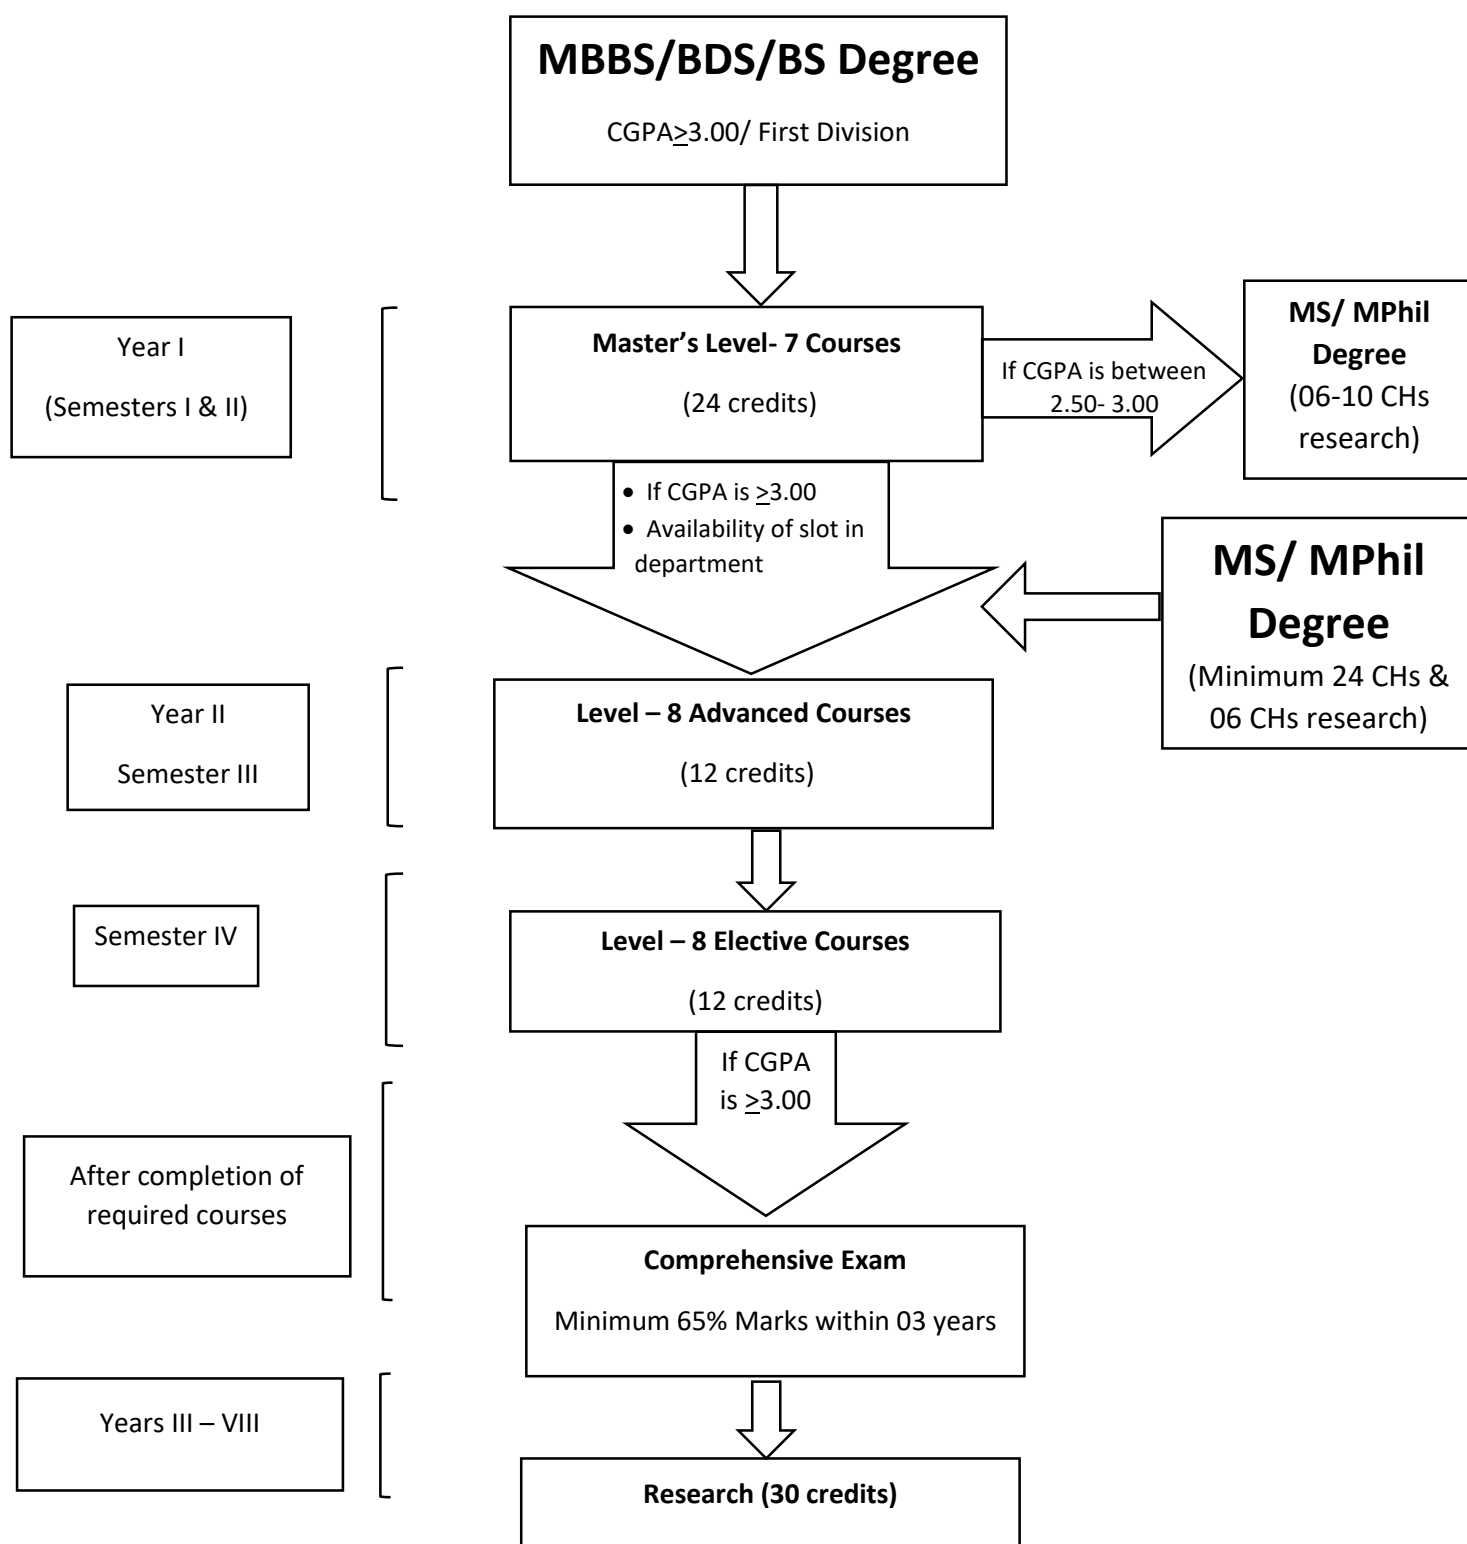 MBBS/BDS/BS Degree
CGPA≥3.00/ First Division
Year I
(Semesters I & II)
Master's Level- 7 Courses
(24 credits)
If CGPA is between
2.50- 3.00
MS/ MPhil
Degree
(06-10 CHs
research)
• If CGPA is ≥3.00
• Availability of slot in
department
MS/ MPhil
Degree
(Minimum 24 CHs &
06 CHs research)
Year II
Semester III
Level – 8 Advanced Courses
(12 credits)
Semester IV
Level – 8 Elective Courses
(12 credits)
If CGPA
is ≥3.00
After completion of
required courses
Comprehensive Exam
Minimum 65% Marks within 03 years
Years III – VIII
Research (30 credits)